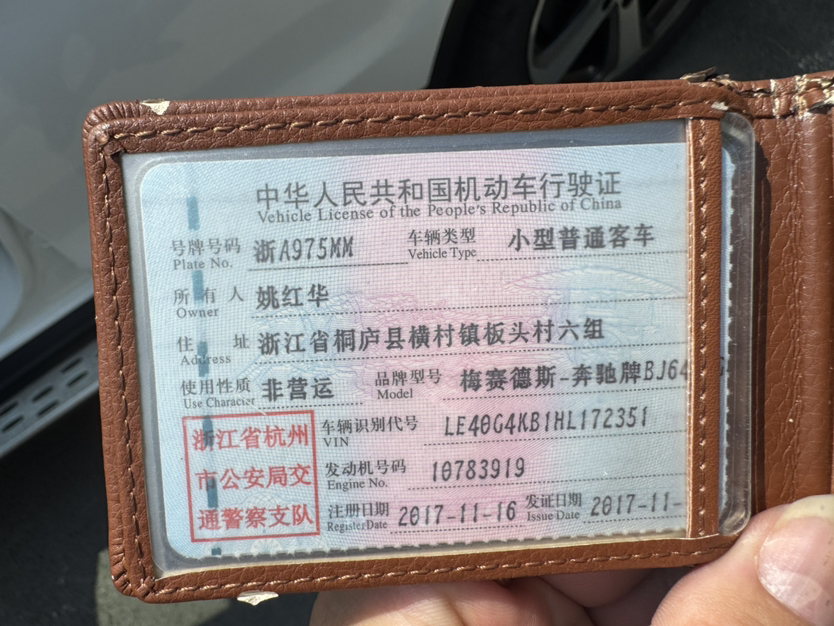 中华人民共和国机动车行驶证
Vehicle License of the People's Republic of China
号牌号码 浙A975MM 车辆类型 小型普通客车
Plate No. Vehicle Type
所有人 姚红华
Owner
住址 浙江省桐庐县横村镇板头村六组
Address
使用性质 非营运 品牌型号 梅赛德斯-奔驰牌BJ64
Use Character Model
浙江省杭州
市公安局交
通警察支队
车辆识别代号 LE40G4KB1HL172351
VIN
发动机号码 10783919
Engine No.
注册日期 2017-11-16 发证日期 2017-11-
Register Date Issue Date